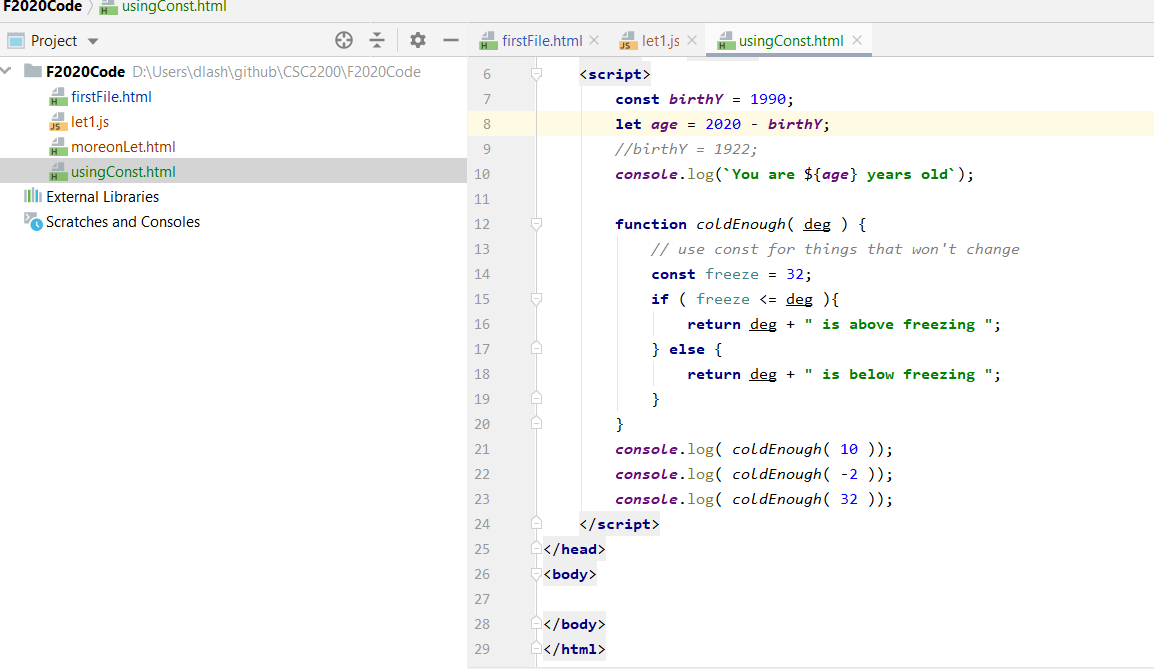 F2020Code > usingConst.html
Project
firstFile.html
let1.js
usingConst.html
F2020Code D:\Users\dlash\github\CSC2200\F2020Code
firstFile.html
let1.js
moreonLet.html
usingConst.html
External Libraries
Scratches and Consoles
6 <script>
7 const birthY = 1990;
8 let age = 2020 - birthY;
9 //birthY = 1922;
10 console.log(`You are ${age} years old`);
11
12 function coldEnough( deg ) {
13 // use const for things that won't change
14 const freeze = 32;
15 if ( freeze <= deg ){
16 return deg + " is above freezing ";
17 } else {
18 return deg + " is below freezing ";
19 }
20 }
21 console.log( coldEnough( 10 ));
22 console.log( coldEnough( -2 ));
23 console.log( coldEnough( 32 ));
24 </script>
25 </head>
26 <body>
27
28 </body>
29 </html>